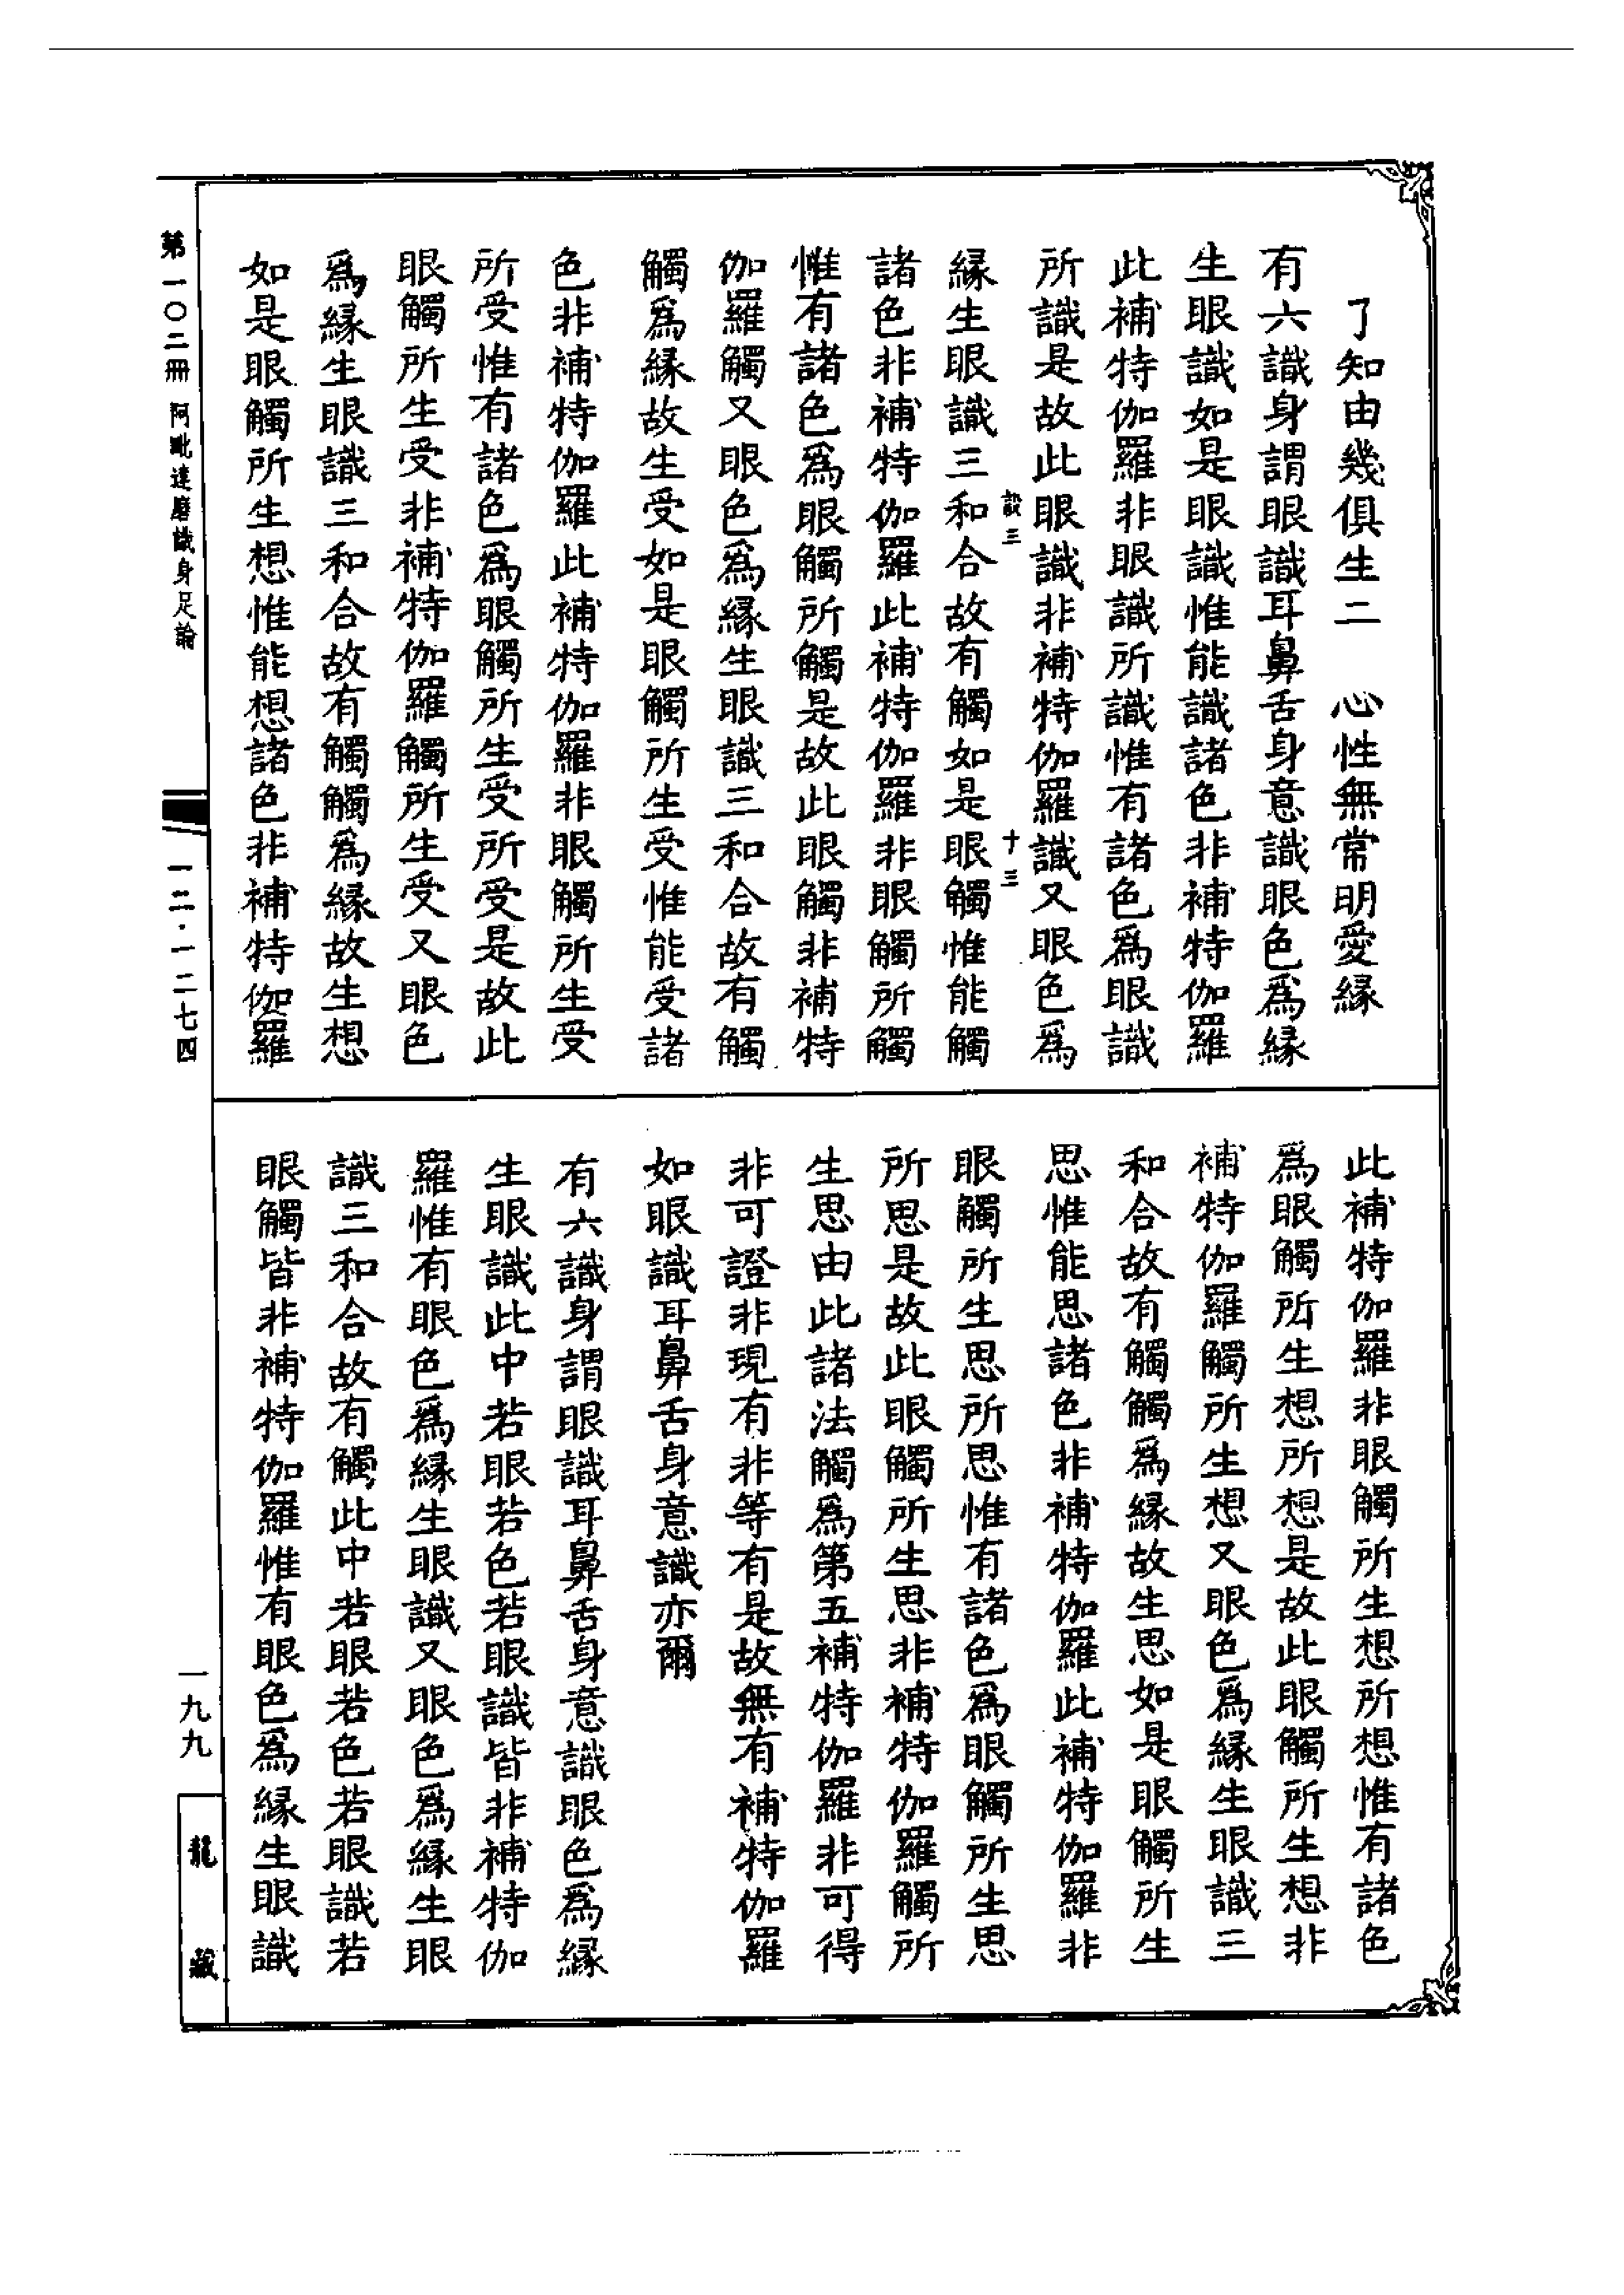 了知由幾俱生二　心性無常明愛縁
有六識身謂眼識耳鼻舌身意識眼色爲縁
生眼識如是眼識惟能識諸色非補特伽羅
此補特伽羅非眼識所識惟有諸色爲眼識
所識是故此眼識非補特伽羅識又眼色爲
縁生眼識三和合故有觸如是眼觸惟能觸
諸色非補特伽羅此補特伽羅非眼觸所觸
惟有諸色爲眼觸所觸是故此眼觸非補特
伽羅觸又眼色爲縁生眼識三和合故有觸
觸爲縁故生受如是眼觸所生受惟能受諸
色非補特伽羅此補特伽羅非眼觸所生受
所受惟有諸色爲眼觸所生受所受是故此
眼觸所生受非補特伽羅觸所生受又眼色
爲縁生眼識三和合故有觸觸爲縁故生想
如是眼觸所生想惟能想諸色非補特伽羅
此補特伽羅非眼觸所生想所想惟有諸色
爲眼觸所生想所想是故此眼觸所生想非
補特伽羅觸所生想又眼色爲縁生眼識三
和合故有觸觸爲縁故生思如是眼觸所生
思惟能思諸色非補特伽羅此補特伽羅非
眼觸所生思所思惟有諸色爲眼觸所生思
所思是故此眼觸所生思非補特伽羅觸所
生思由此諸法觸爲第五補特伽羅非可得
非可證非現有非等有是故無有補特伽羅
如眼識耳鼻舌身意識亦爾
有六識身謂眼識耳鼻舌身意識眼色爲縁
生眼識此中若眼若色若眼識皆非補特伽
羅惟有眼色爲縁生眼識又眼色爲縁生眼
識三和合故有觸此中若眼若色若眼識若
眼觸皆非補特伽羅惟有眼色爲縁生眼識
三　十三
第一〇二冊　阿毗達磨識身足論
一二·一二七四
一九九
龍藏